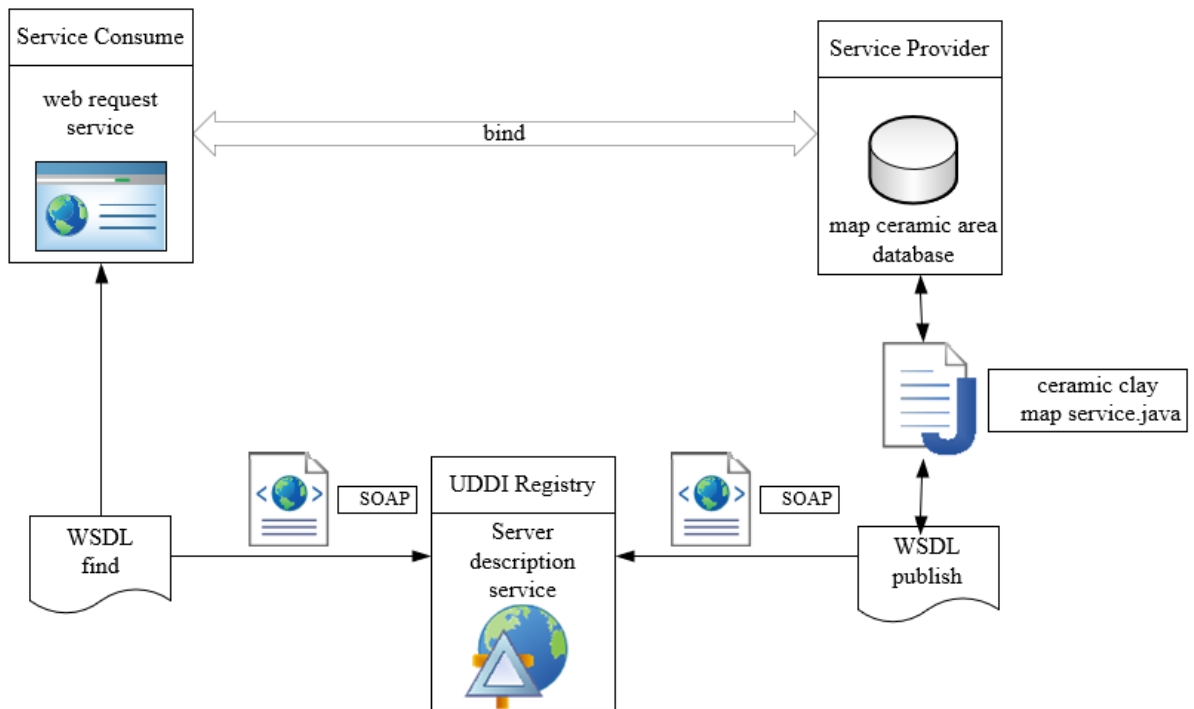 Service Consume
web request
service
bind
Service Provider
map ceramic area
database
ceramic clay
map service.java
WSDL
find
SOAP
UDDI Registry
Server
description
service
SOAP
WSDL
publish